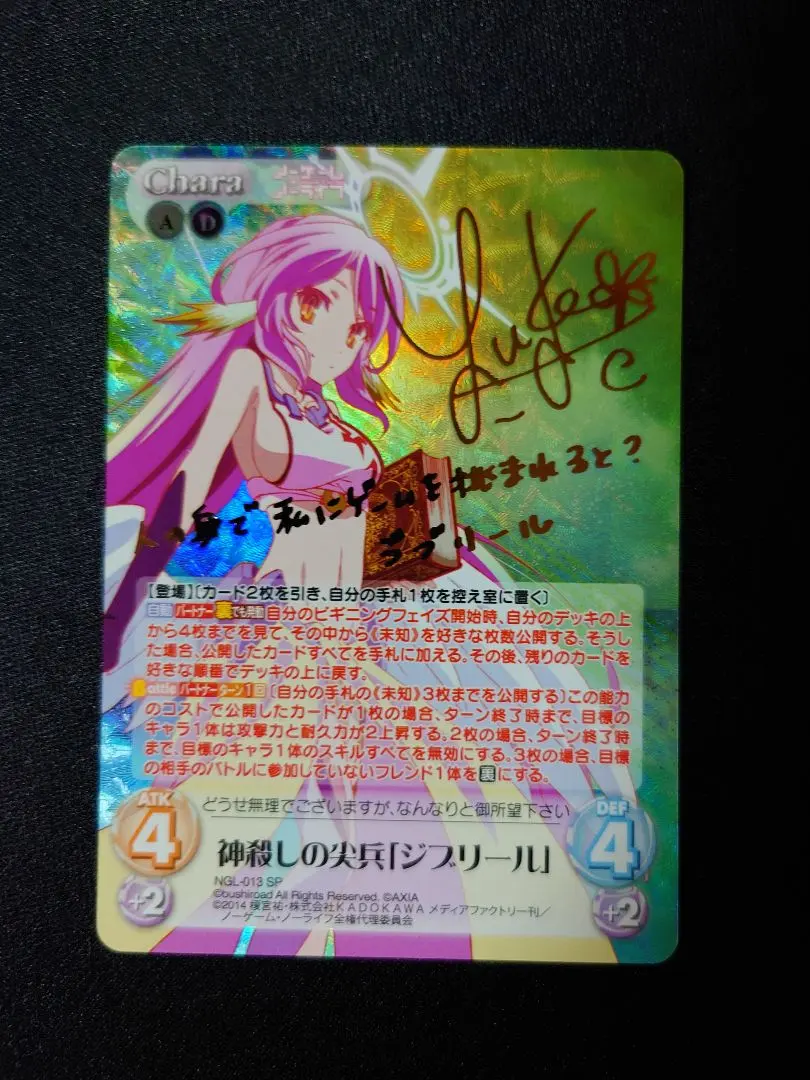 Chara
ノーゲーム
ノーライフ
A D
人の身で 私にゲームを挑まれると?
ジブリール
【登場】〔カード2枚を引き、自分の手札1枚を控え室に置く〕
自動 パートナー 裏でも発動 自分のビギニングフェイズ開始時、自分のデッキの上
から4枚までを見て、その中から《未知》を好きな枚数公開する。そうし
た場合、公開したカードすべてを手札に加える。その後、残りのカードを
好きな順番でデッキの上に戻す。
Battle パートナー ターン1回 〔自分の手札の《未知》3枚までを公開する〕この能力
のコストで公開したカードが1枚の場合、ターン終了時まで、目標の
キャラ1体は攻撃力と耐久力が2上昇する。2枚の場合、ターン終了時
まで、目標のキャラ1体のスキルすべてを無効にする。3枚の場合、目標
の相手のバトルに参加していないフレンド1体を裏にする。
どうせ無理でございますが、なんなりと御所望下さい
ATK
4
+2
DEF
4
+2
神殺しの尖兵「ジブリール」
NGL-013 SP
©bushiroad All Rights Reserved. ©AXIA
©2014 榎宮祐・株式会社KADOKAWA メディアファクトリー刊/
ノーゲーム・ノーライフ全権代理委員会